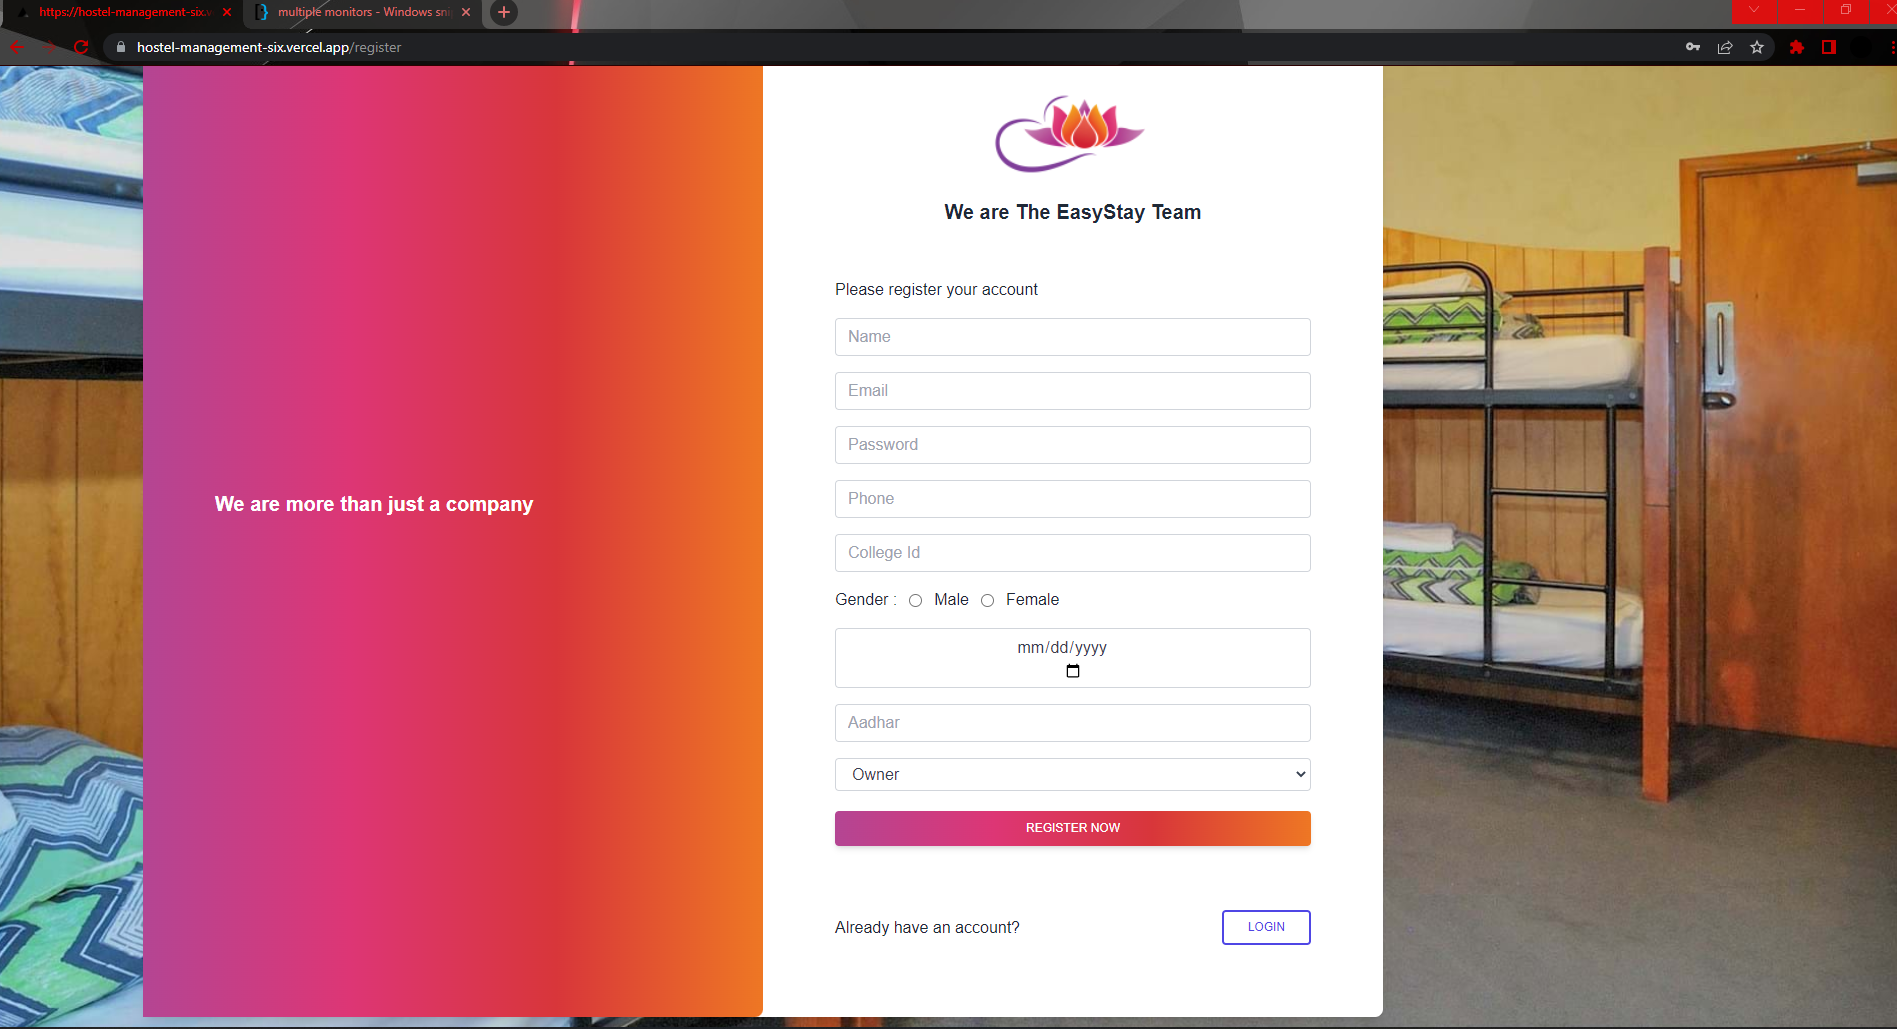 https://hostel-management-six.v
multiple monitors - Windows sni
hostel-management-six.vercel.app/register
We are The EasyStay Team
Please register your account
Name
Email
Password
Phone
College Id
Gender : Male Female
mm/dd/yyyy
Aadhar
Owner
REGISTER NOW
Already have an account? LOGIN
We are more than just a company